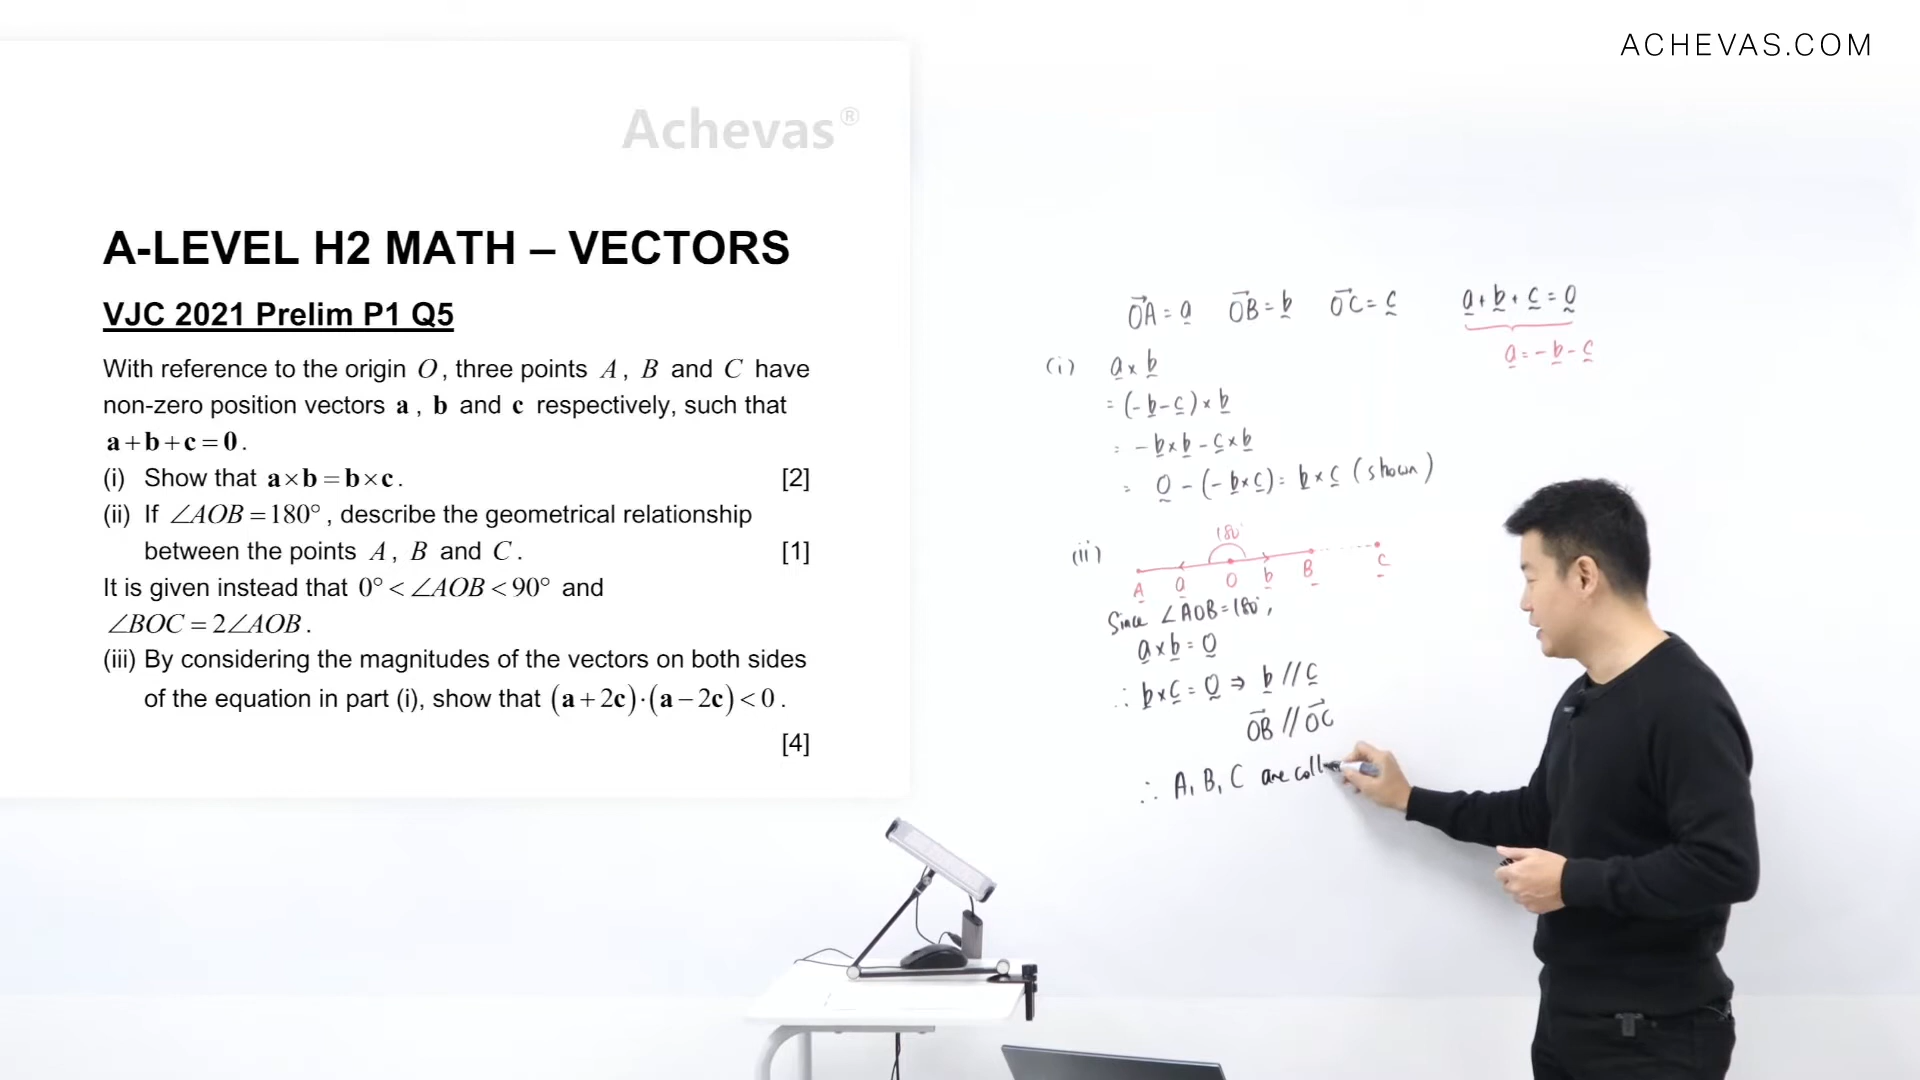 ACHEVAS.COM
Achevas®
A-LEVEL H2 MATH – VECTORS
VJC 2021 Prelim P1 Q5
With reference to the origin O, three points A, B and C have
non-zero position vectors a, b and c respectively, such that
a+b+c=0.
(i) Show that a×b=b×c. [2]
(ii) If ∠AOB=180°, describe the geometrical relationship
between the points A, B and C. [1]
It is given instead that 0°<∠AOB<90° and
∠BOC=2∠AOB.
(iii) By considering the magnitudes of the vectors on both sides
of the equation in part (i), show that (a+2c)·(a−2c)<0.
[4]
OA = a OB = b OC = c a+b+c=0
a=-b-c
(i) a×b
= (-b-c)×b
= -b×b-c×b
= 0-(-b×c)= b×c (shown)
(ii) 180°
A a O b B C
Since ∠AOB=180°,
a×b=0
∴ b×c=0 ⇒ b//c
OB//OC
∴ A, B, C are coll